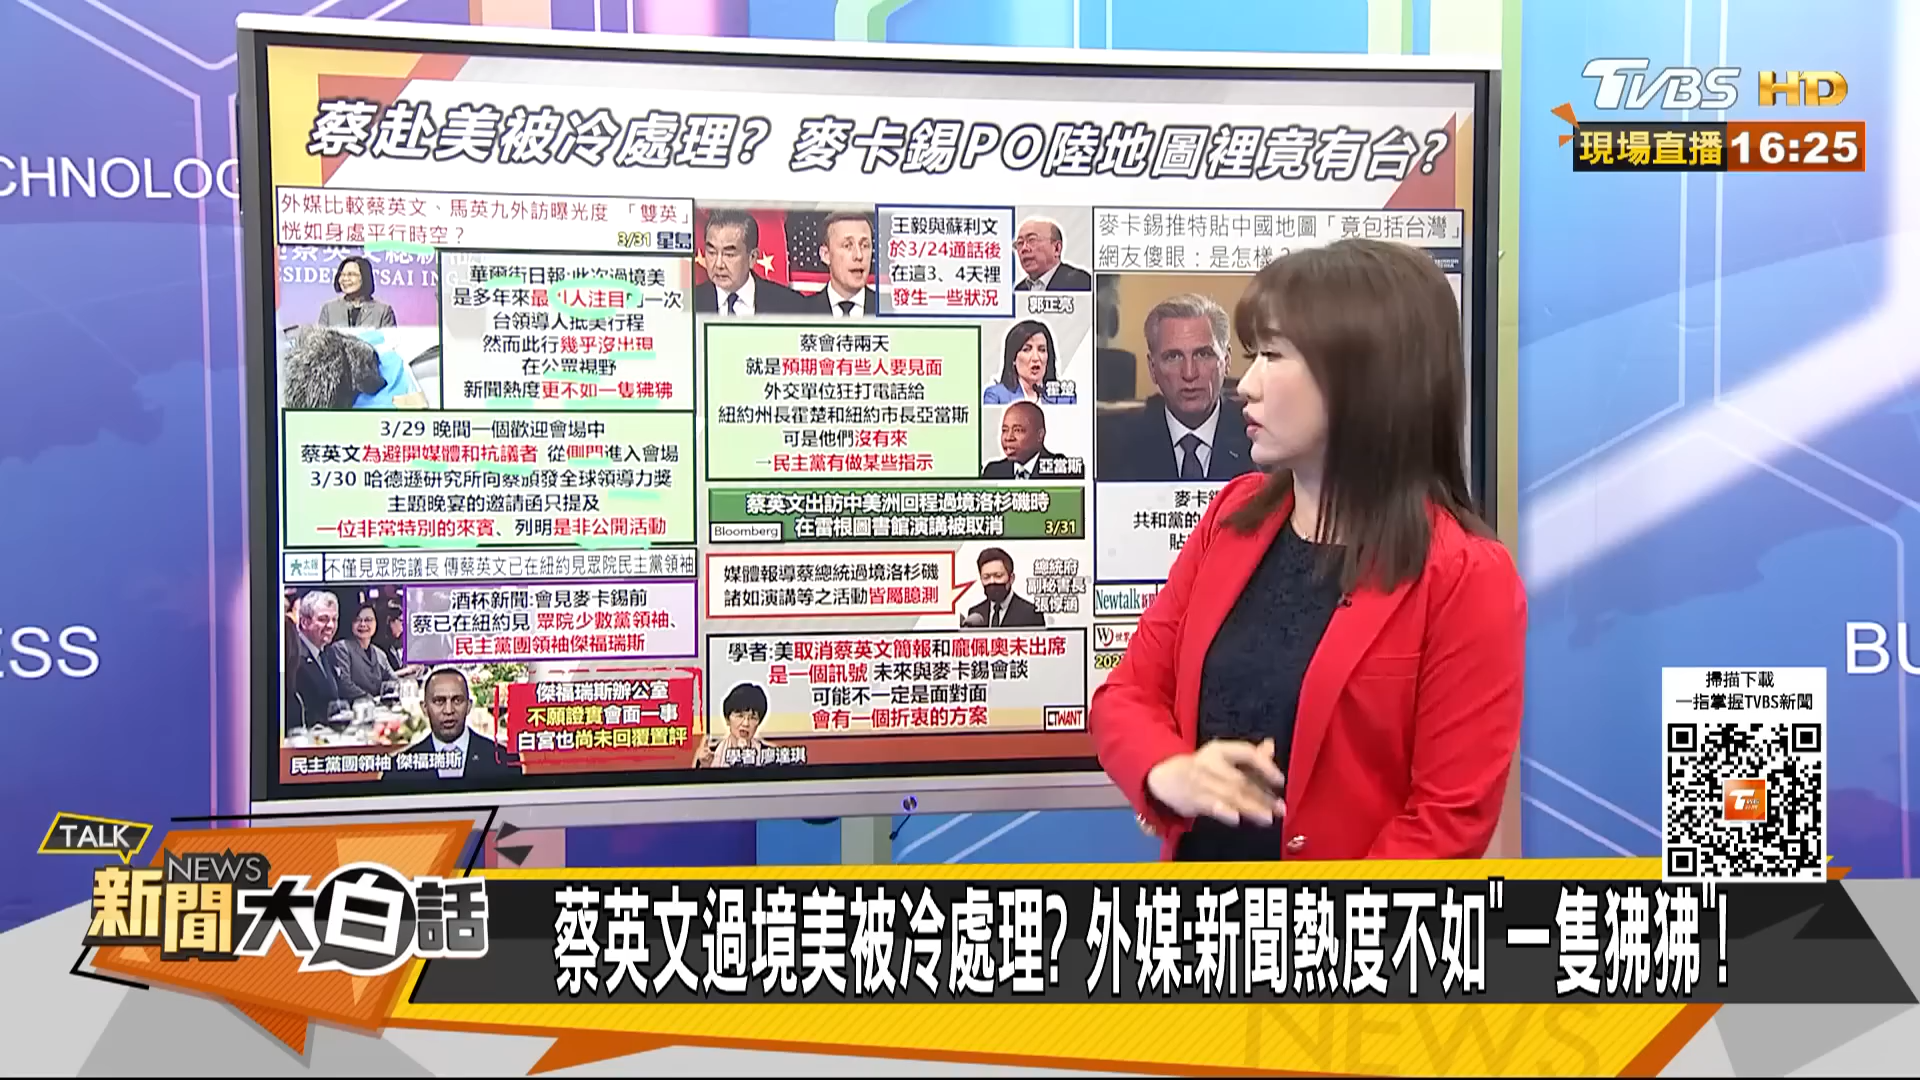 TVBS HD
現場直播 16:25
CHNOLOG
ESS
BU
蔡赴美被冷處理? 麥卡錫PO陸地圖裡竟有台?
外媒比較蔡英文、馬英九外訪曝光度 「雙英」
恍如身處平行時空?
3/31 星島
華爾街日報:此次過境美
是多年來最引人注目的一次
台領導人抵美行程
然而此行幾乎沒出現
在公眾視野
新聞熱度更不如一隻狒狒
3/29 晚間一個歡迎會場中
蔡英文為避開媒體和抗議者 從側門進入會場
3/30 哈德遜研究所向蔡頒發全球領導力獎
主題晚宴的邀請函只提及
一位非常特別的來賓、列明是非公開活動
太報
不僅見眾院議長 傳蔡英文已在紐約見眾院民主黨領袖
酒杯新聞:會見麥卡錫前
蔡已在紐約見 眾院少數黨領袖、
民主黨團領袖傑福瑞斯
傑福瑞斯辦公室
不願證實會面一事
白宮也尚未回覆置評
民主黨團領袖 傑福瑞斯
王毅與蘇利文
於3/24通話後
在這3、4天裡
發生一些狀況
郭正亮
蔡會待兩天
就是預期會有些人要見面
外交單位狂打電話給
紐約州長霍楚和紐約市長亞當斯
可是他們沒有來
→民主黨有做某些指示
霍楚
亞當斯
蔡英文出訪中美洲回程過境洛杉磯時
在雷根圖書館演講被取消
Bloomberg
3/31
媒體報導蔡總統過境洛杉磯
諸如演講等之活動皆屬臆測
總統府
副秘書長
張惇涵
學者:美取消蔡英文簡報和龐佩奧未出席
是一個訊號 未來與麥卡錫會談
可能不一定是面對面
會有一個折衷的方案
CTWANT
學者 廖達琪
麥卡錫推特貼中國地圖「竟包括台灣」
網友傻眼:是怎樣?
麥卡
共和黨的
貼
Newtalk新
世界
掃描下載
一指掌握TVBS新聞
TALK
NEWS
新聞大白話
蔡英文過境美被冷處理? 外媒:新聞熱度不如"一隻狒狒"!
NEWS